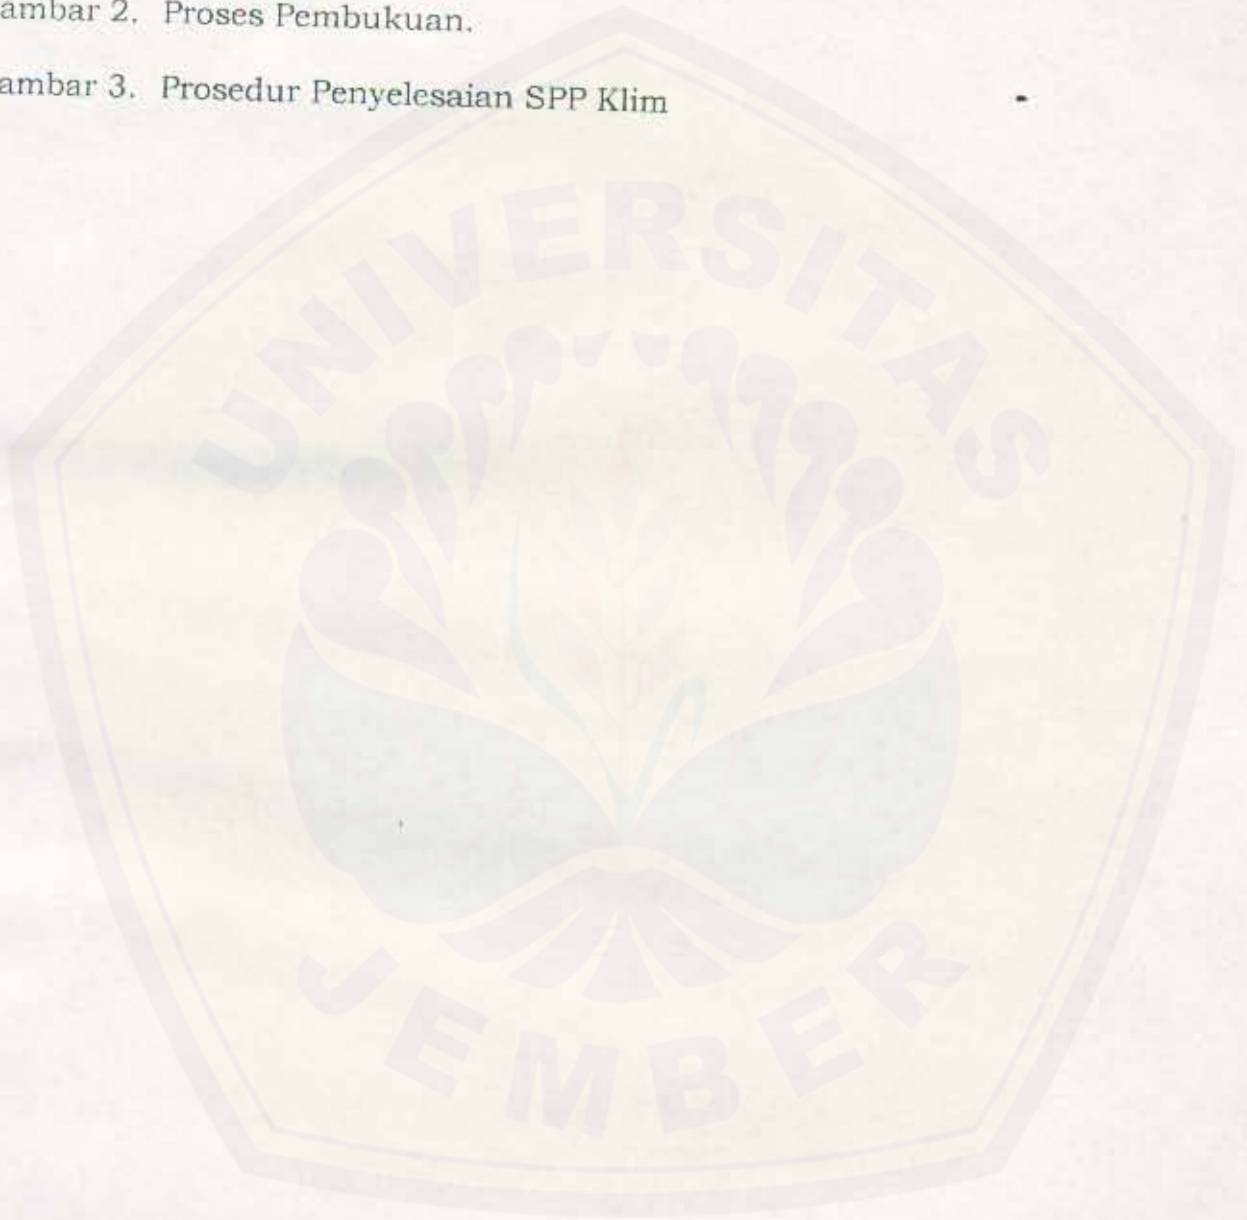 ambar 2. Proses Pembukuan.
ambar 3. Prosedur Penyelesaian SPP Klim
UNIVERSITAS
JEMBER